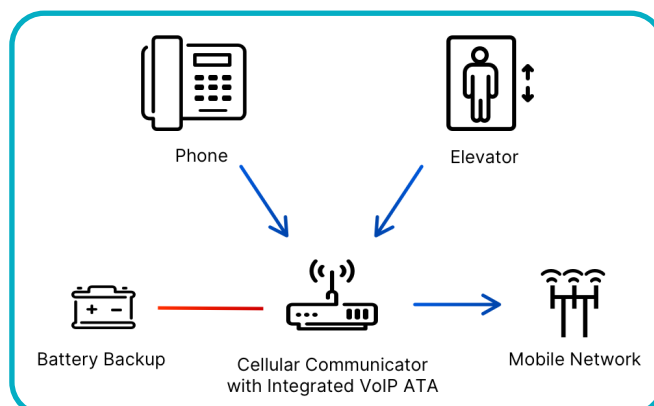 Phone
Elevator
Battery Backup
Cellular Communicator
with Integrated VoIP ATA
Mobile Network